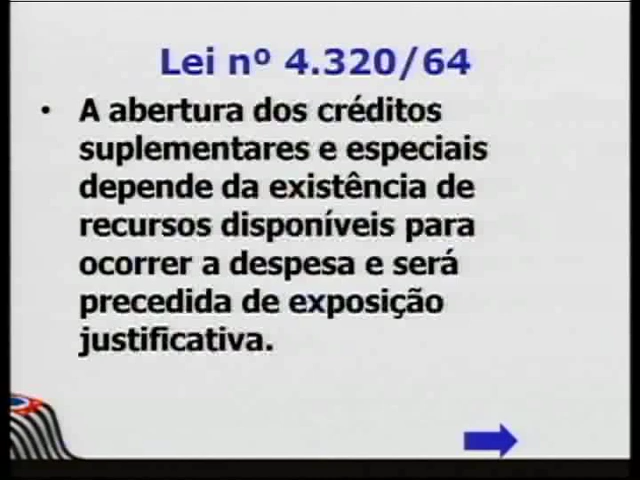 Lei nº 4.320/64
• A abertura dos créditos
suplementares e especiais
depende da existência de
recursos disponíveis para
ocorrer a despesa e será
precedida de exposição
justificativa.